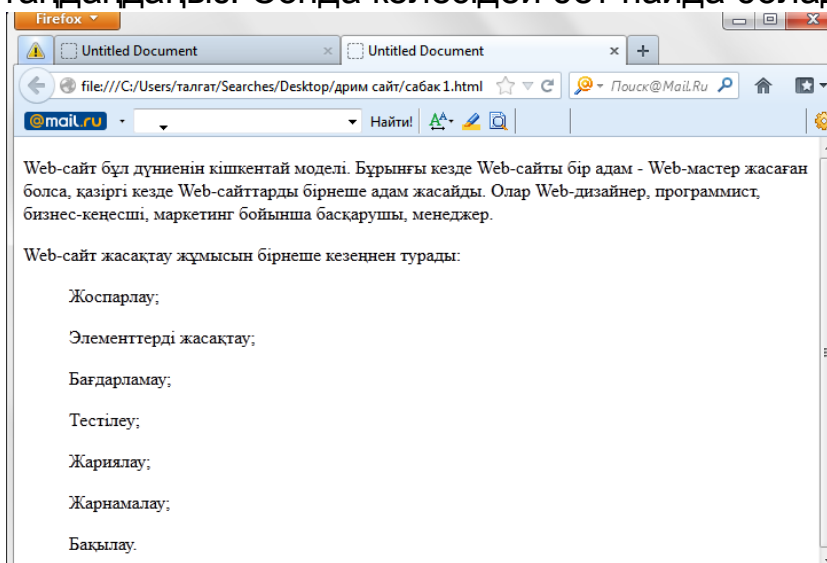 Firefox
Untitled Document
Untitled Document
file:///C:/Users/талгат/Searches/Desktop/дрим сайт/сабак 1.html
Поиск@Mail.Ru
@mail.ru
Найти!
Web-сайт бұл дүниенін кішкентай моделі. Бұрынғы кезде Web-сайты бір адам - Web-мастер жасаған
болса, қазіргі кезде Web-сайттарды бірнеше адам жасайды. Олар Web-дизайнер, программист,
бизнес-кеңесші, маркетинг бойынша басқарушы, менеджер.
Web-сайт жасақтау жұмысын бірнеше кезеңнен турады:
Жоспарлау;
Элементтерді жасақтау;
Бағдарламау;
Тестілеу;
Жариялау;
Жарнамалау;
Бақылау.